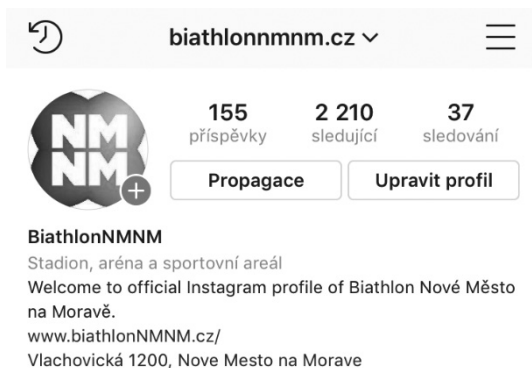 biathlonnmnm.cz
NM
NM
155 2 210 37
příspěvky sledující sledování
Propagace Upravit profil
BiathlonNMNM
Stadion, aréna a sportovní areál
Welcome to official Instagram profile of Biathlon Nové Město
na Moravě.
www.biathlonNMNM.cz/
Vlachovická 1200, Nove Mesto na Morave